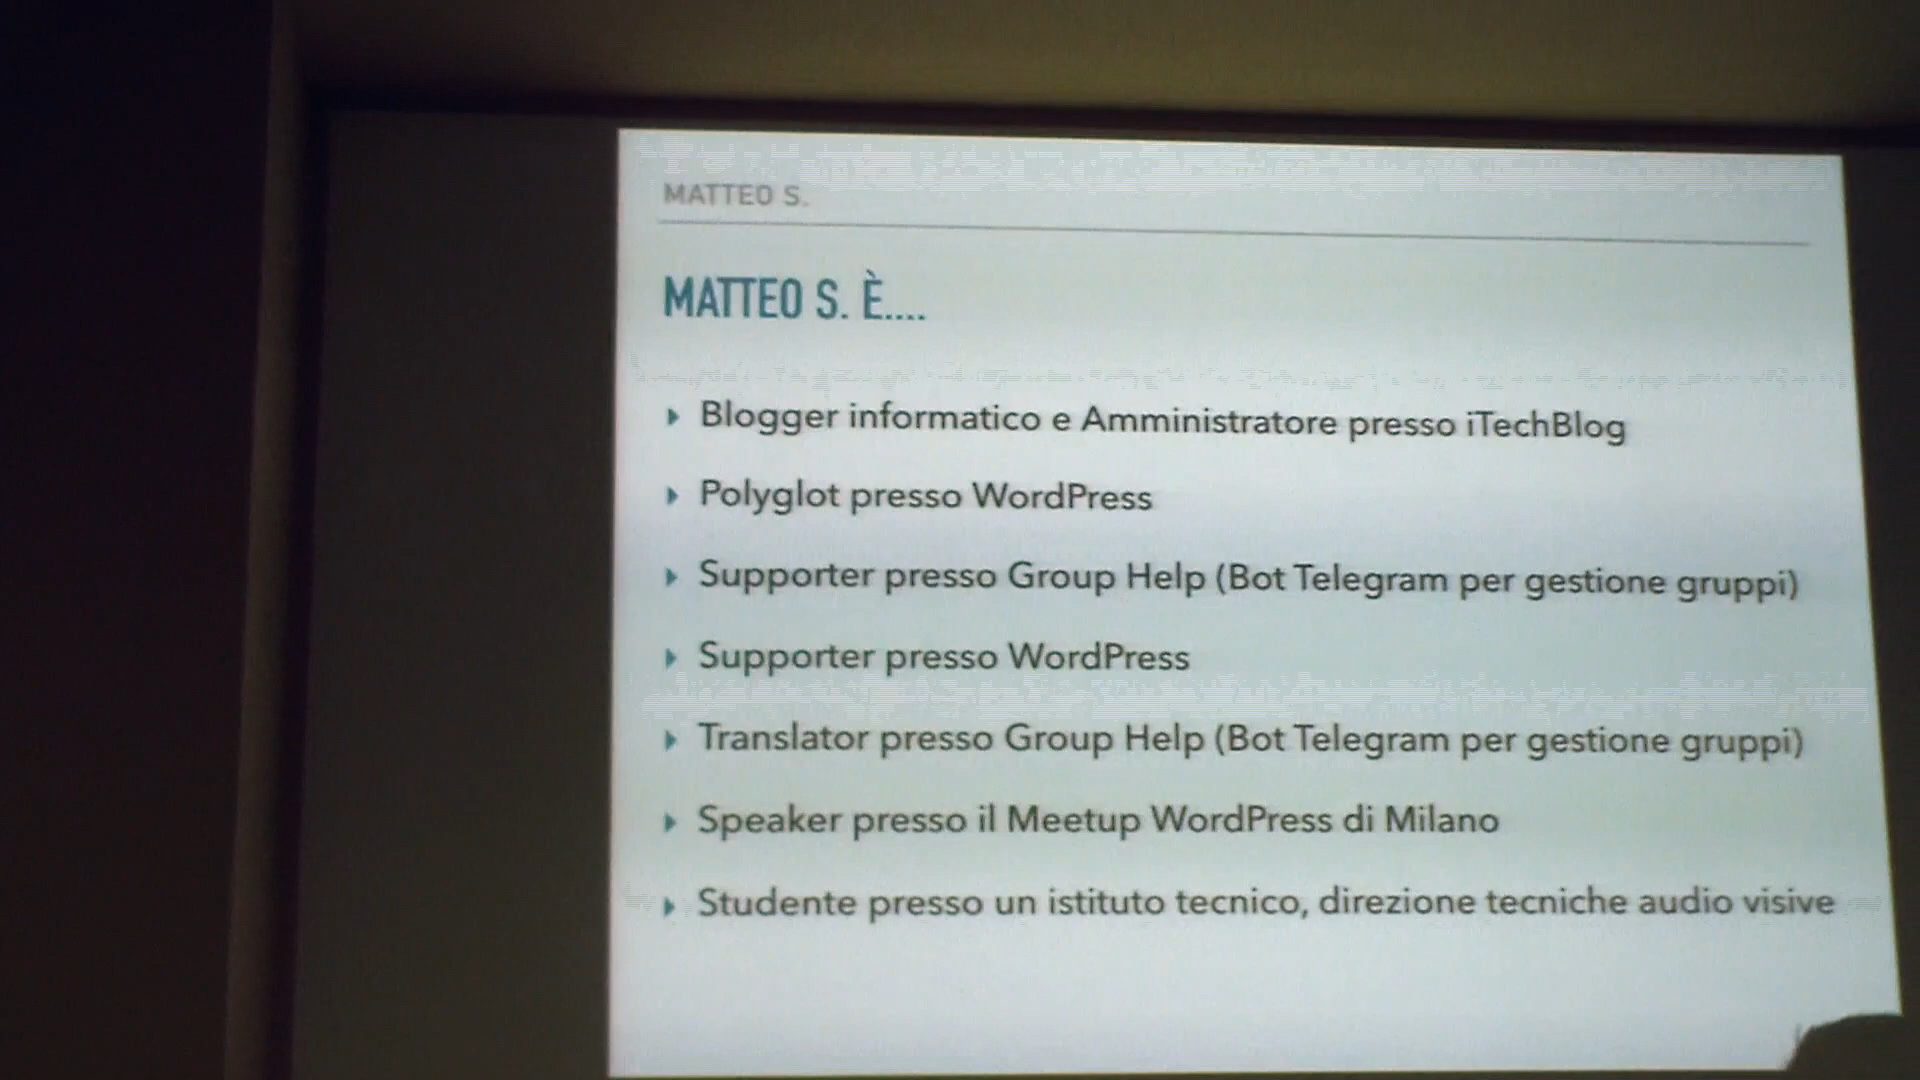 MATTEO S.
MATTEO S. È....
Blogger informatico e Amministratore presso iTechBlog
Polyglot presso WordPress
Supporter presso Group Help (Bot Telegram per gestione gruppi)
Supporter presso WordPress
Translator presso Group Help (Bot Telegram per gestione gruppi)
Speaker presso il Meetup WordPress di Milano
Studente presso un istituto tecnico, direzione tecniche audio visive